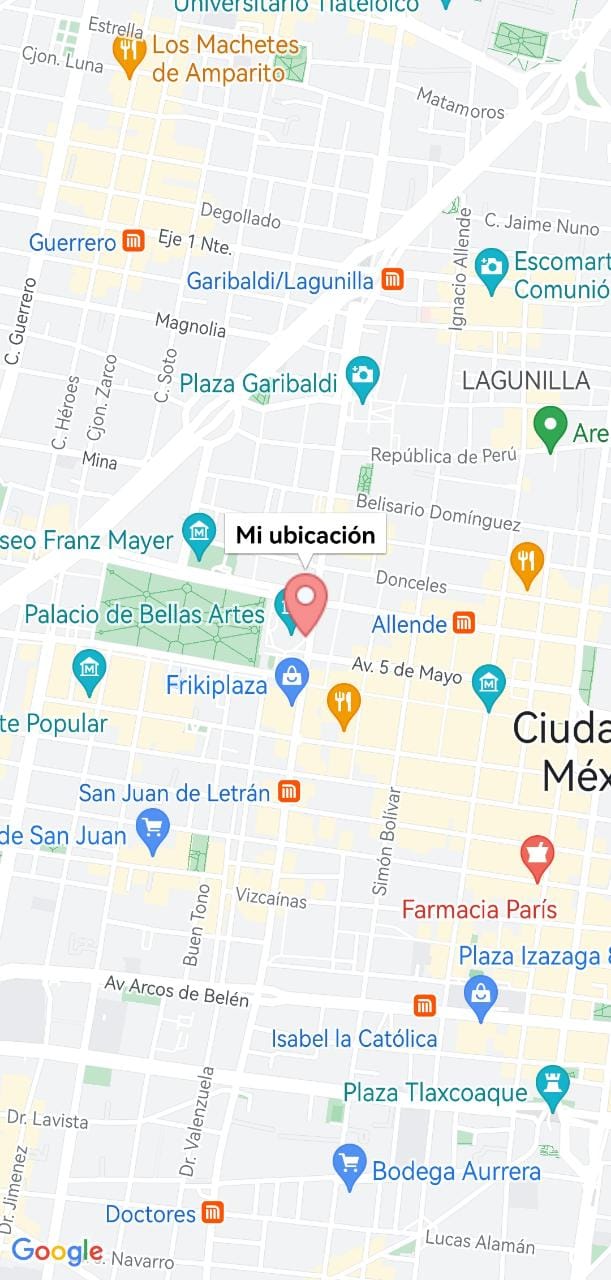 Universitario Tlatelolco
Estrella
Los Machetes
de Amparito
Cjon. Luna
Matamoros
Degollado
C. Jaime Nuno
Guerrero
Eje 1 Nte.
Ignacio Allende
Escomart
Comunió
Garibaldi/Lagunilla
C. Guerrero
Magnolia
C. Soto
Plaza Garibaldi
LAGUNILLA
C. Héroes
Cjon. Zarco
Are
Mina
República de Perú
Belisario Domínguez
seo Franz Mayer
Mi ubicación
Donceles
Palacio de Bellas Artes
Allende
Av. 5 de Mayo
Frikiplaza
te Popular
Ciuda
Méx
San Juan de Letrán
de San Juan
Simón Bolívar
Buen Tono
Vizcaínas
Farmacia París
Plaza Izazaga 8
Av Arcos de Belén
Isabel la Católica
Plaza Tlaxcoaque
Dr. Valenzuela
Dr. Lavista
Bodega Aurrera
Dr. Jimenez
Doctores
Lucas Alamán
Google
s. Navarro